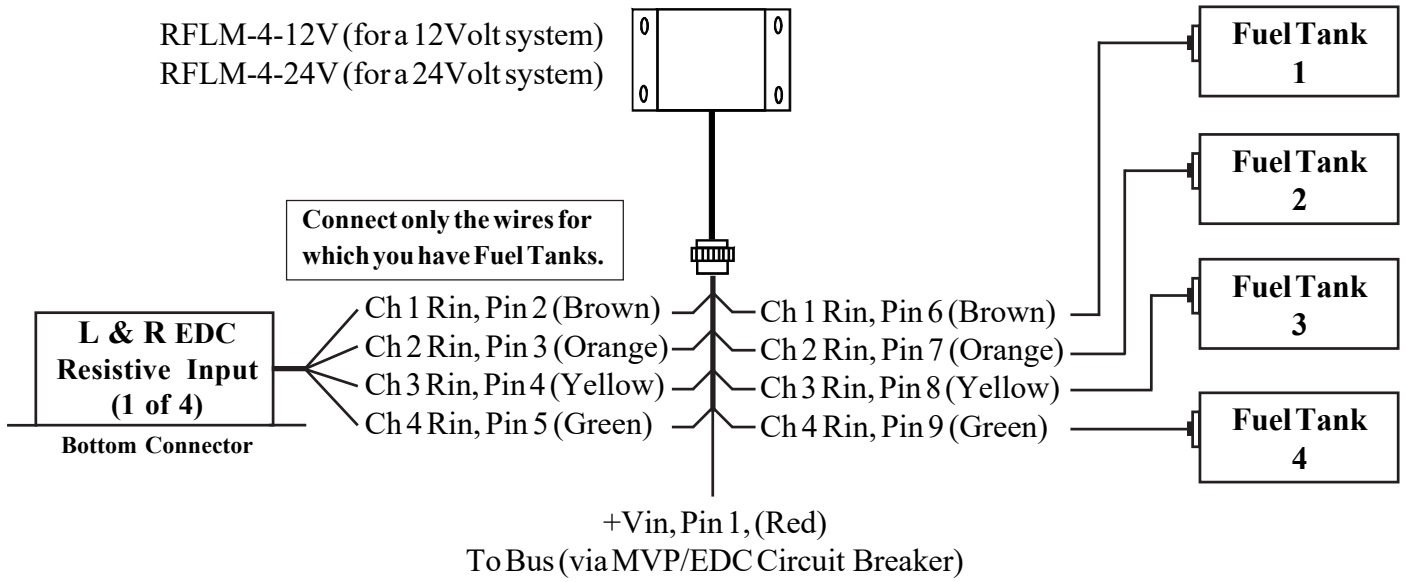 RFLM-4-12V (for a 12Volt system)
RFLM-4-24V (for a 24Volt system)
Fuel Tank
1
Fuel Tank
2
Connect only the wires for
which you have Fuel Tanks.
Fuel Tank
3
L & R EDC
Resistive Input
(1 of 4)
Bottom Connector
Ch 1 Rin, Pin 2 (Brown)
Ch 2 Rin, Pin 3 (Orange)
Ch 3 Rin, Pin 4 (Yellow)
Ch 4 Rin, Pin 5 (Green)
Ch 1 Rin, Pin 6 (Brown)
Ch 2 Rin, Pin 7 (Orange)
Ch 3 Rin, Pin 8 (Yellow)
Ch 4 Rin, Pin 9 (Green)
Fuel Tank
4
+Vin, Pin 1, (Red)
To Bus (via MVP/EDC Circuit Breaker)